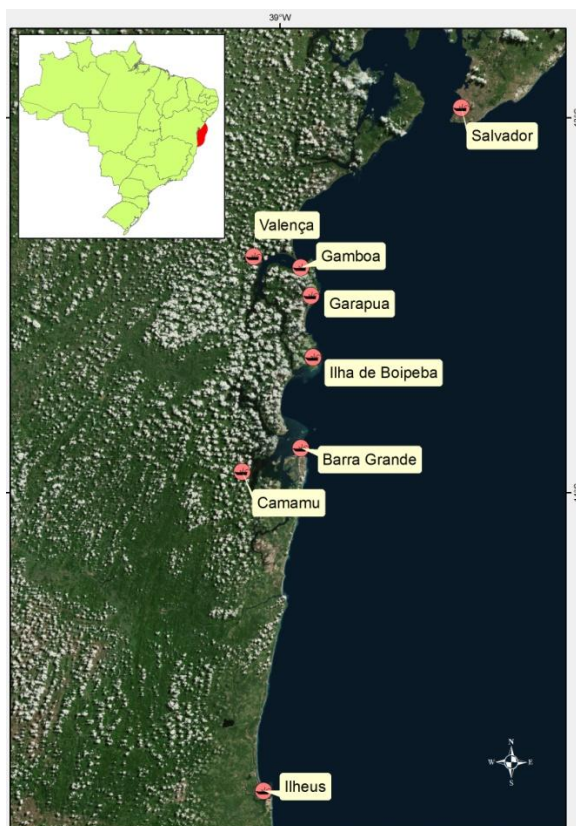 39°W
Salvador
Valença
Gamboa
Garapua
Ilha de Boipeba
Barra Grande
Camamu
Ilheus
N
W
E
S